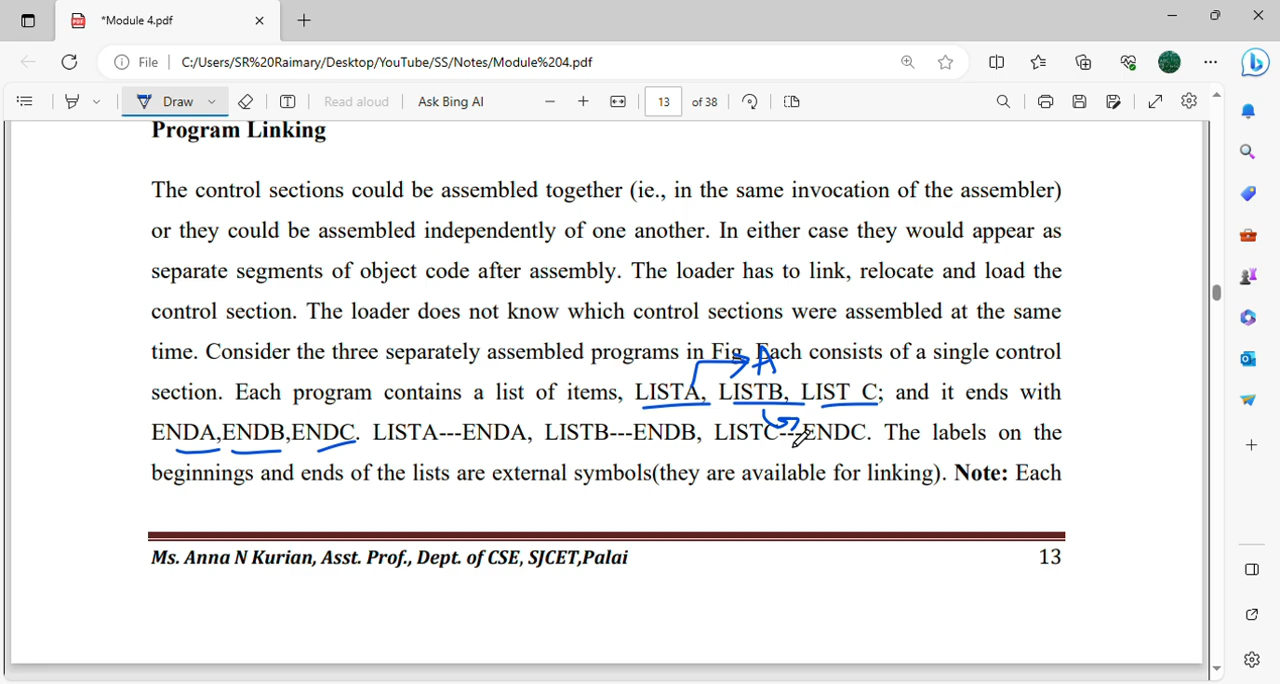 *Module 4.pdf
File
C:/Users/SR%20Raimary/Desktop/YouTube/SS/Notes/Module%204.pdf
Draw
Read aloud
Ask Bing AI
13
of 38
Program Linking
The control sections could be assembled together (ie., in the same invocation of the assembler)
or they could be assembled independently of one another. In either case they would appear as
separate segments of object code after assembly. The loader has to link, relocate and load the
control section. The loader does not know which control sections were assembled at the same
time. Consider the three separately assembled programs in Fig. Each consists of a single control
A
section. Each program contains a list of items, LISTA, LISTB, LIST C; and it ends with
ENDA,ENDB,ENDC. LISTA---ENDA, LISTB---ENDB, LISTC---ENDC. The labels on the
beginnings and ends of the lists are external symbols(they are available for linking). Note: Each
Ms. Anna N Kurian, Asst. Prof., Dept. of CSE, SJCET,Palai
13